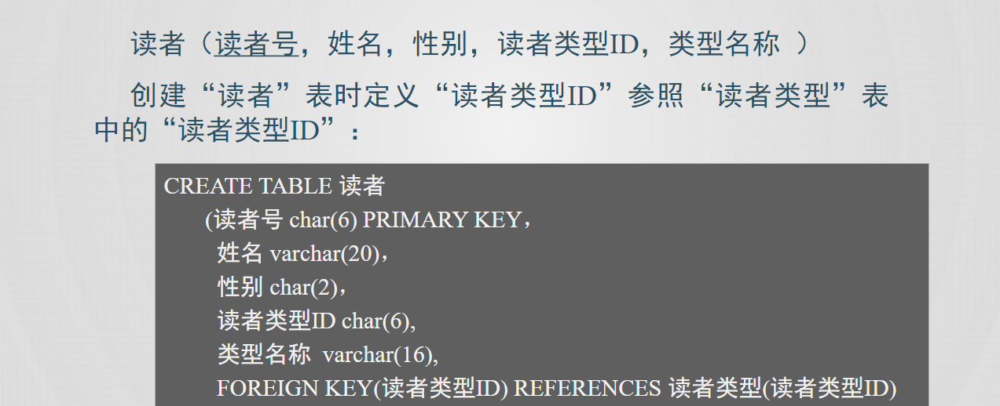 读者（读者号，姓名，性别，读者类型ID，类型名称 ）
创建“读者”表时定义“读者类型ID”参照“读者类型”表
中的“读者类型ID”：
CREATE TABLE 读者
(读者号 char(6) PRIMARY KEY，
姓名 varchar(20)，
性别 char(2)，
读者类型ID char(6),
类型名称 varchar(16),
FOREIGN KEY(读者类型ID) REFERENCES 读者类型(读者类型ID)